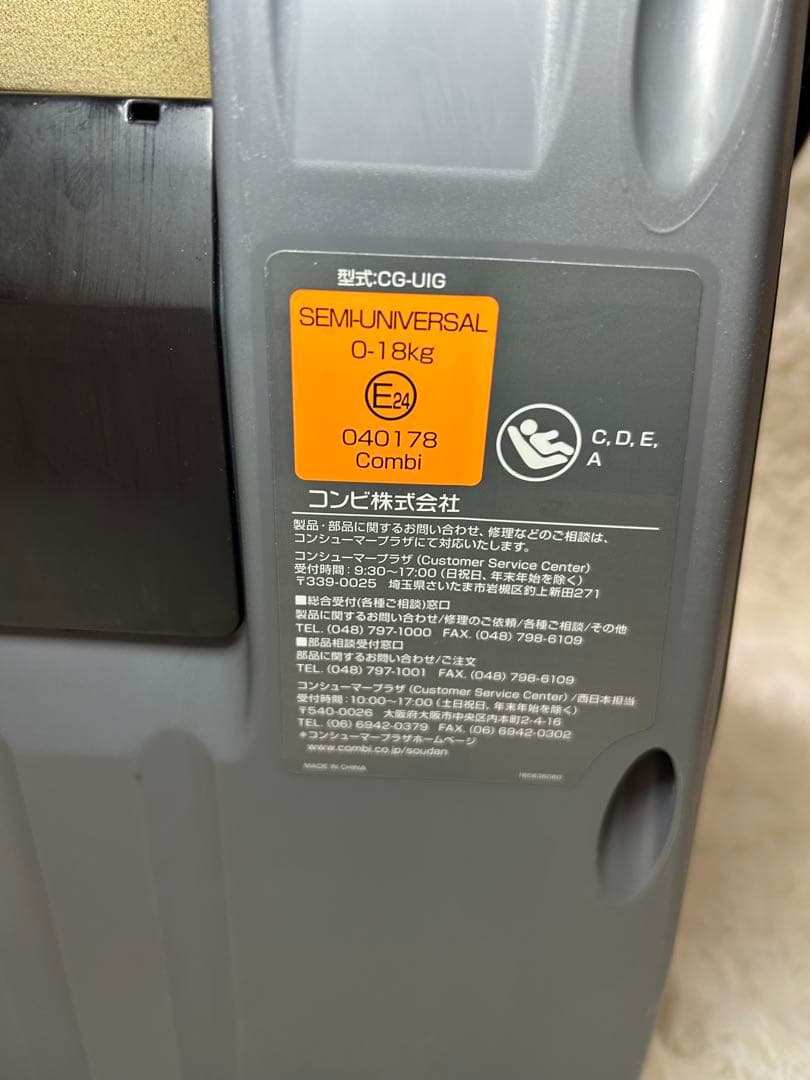 型式:CG-UIG
SEMI-UNIVERSAL
0-18kg
E24
040178
Combi
C, D, E,
A
コンビ株式会社
製品・部品に関するお問い合わせ、修理などのご相談は、
コンシューマープラザにて対応いたします。
コンシューマープラザ (Customer Service Center)
受付時間:9:30~17:00 (日祝日、年末年始を除く)
〒339-0025 埼玉県さいたま市岩槻区釣上新田271
■総合受付(各種ご相談)窓口
製品に関するお問い合わせ/修理のご依頼/各種ご相談/その他
TEL. (048) 797-1000 FAX. (048) 798-6109
■部品相談受付窓口
部品に関するお問い合わせ/ご注文
TEL. (048) 797-1001 FAX. (048) 798-6109
コンシューマープラザ (Customer Service Center) /西日本担当
受付時間:10:00~17:00 (土日祝日、年末年始を除く)
〒540-0026 大阪府大阪市中央区内本町2-4-16
TEL. (06) 6942-0379 FAX. (06) 6942-0302
*コンシューマープラザホームページ
www.combi.co.jp/soudan
MADE IN CHINA